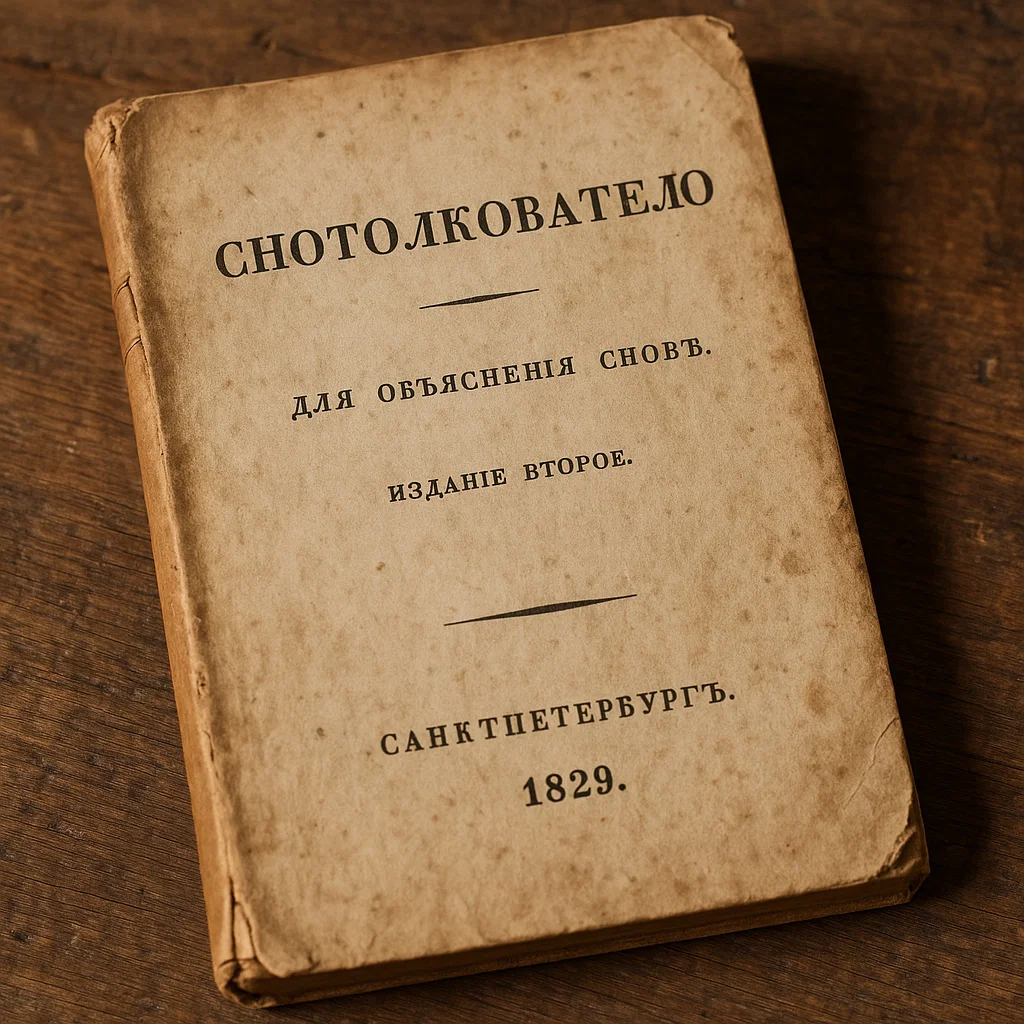 СНОТОЛКОВАТЕЛО
ДЛЯ ОБЪЯСНЕНІЯ СНОВЪ.
ИЗДАНІЕ ВТОРОЕ.
САНКТПЕТЕРБУРГЪ.
1829.